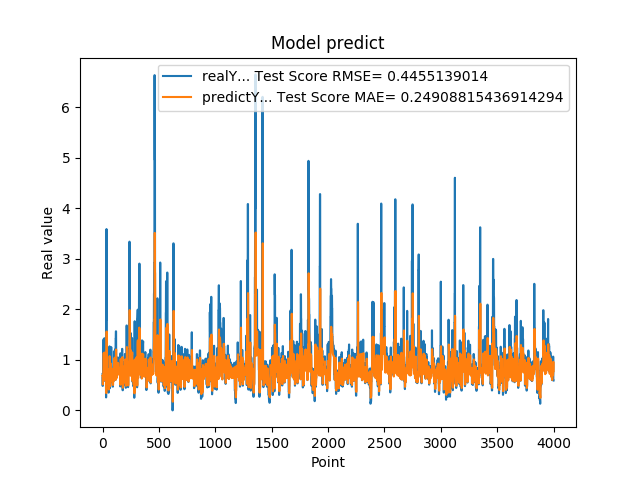 Model predict
realY... Test Score RMSE= 0.4455139014
predictY... Test Score MAE= 0.24908815436914294
Real value
6
5
4
3
2
1
0
0 500 1000 1500 2000 2500 3000 3500 4000
Point